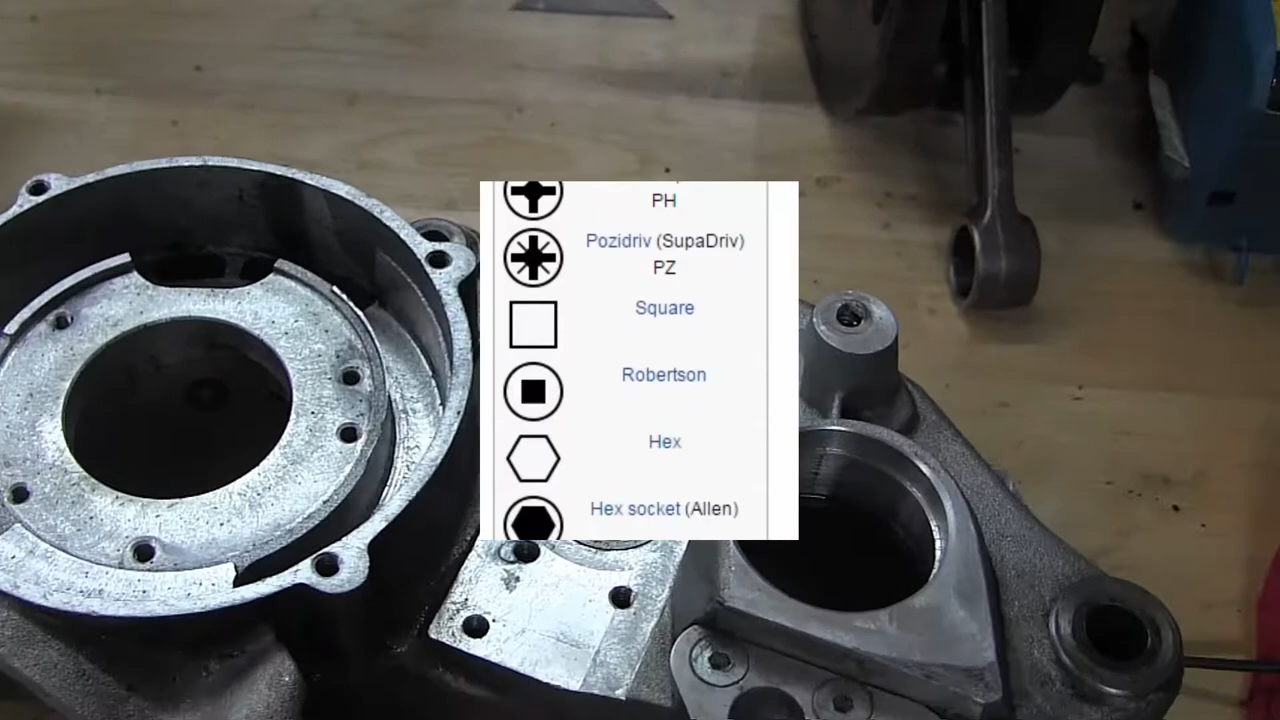 PH
Pozidriv (SupaDriv)
PZ
Square
Robertson
Hex
Hex socket (Allen)